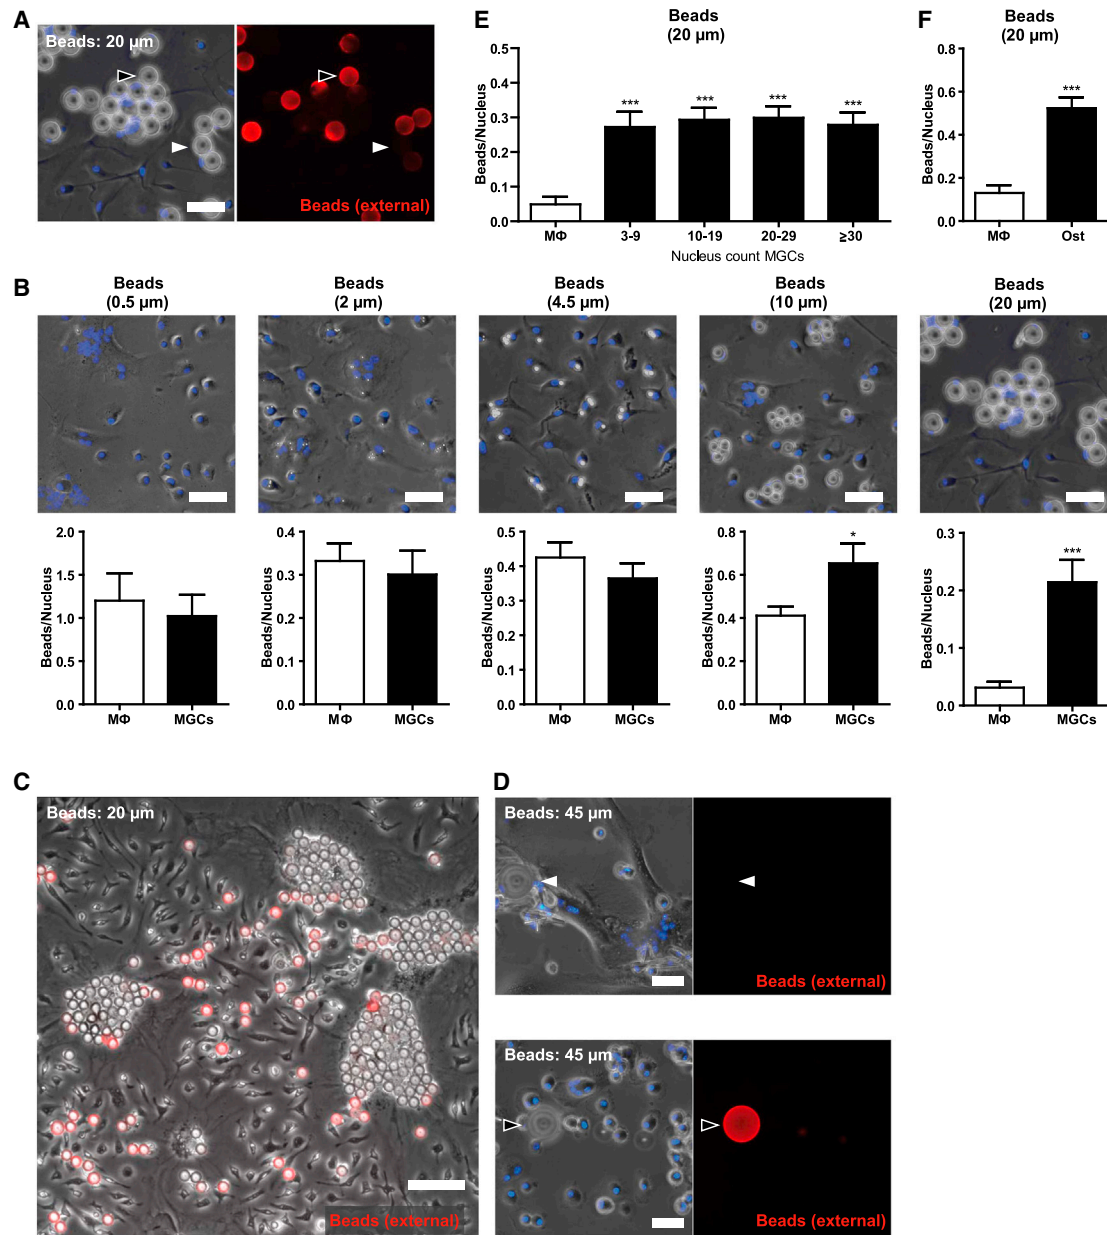 A
Beads: 20 µm
Beads (external)
E
Beads
(20 µm)
Beads/Nucleus
0.5
0.4
0.3
0.2
0.1
0.0
***
***
***
***
MΦ
3-9
10-19
20-29
≥30
Nucleus count MGCs
F
Beads
(20 µm)
Beads/Nucleus
0.8
0.6
0.4
0.2
0.0
***
MΦ
Ost
B
Beads
(0.5 µm)
Beads/Nucleus
2.0
1.5
1.0
0.5
0.0
MΦ
MGCs
Beads
(2 µm)
Beads/Nucleus
0.4
0.3
0.2
0.1
0.0
MΦ
MGCs
Beads
(4.5 µm)
Beads/Nucleus
0.5
0.4
0.3
0.2
0.1
0.0
MΦ
MGCs
Beads
(10 µm)
Beads/Nucleus
0.8
0.6
0.4
0.2
0.0
*
MΦ
MGCs
Beads
(20 µm)
Beads/Nucleus
0.3
0.2
0.1
0.0
***
MΦ
MGCs
C
Beads: 20 µm
Beads (external)
D
Beads: 45 µm
Beads (external)
Beads: 45 µm
Beads (external)